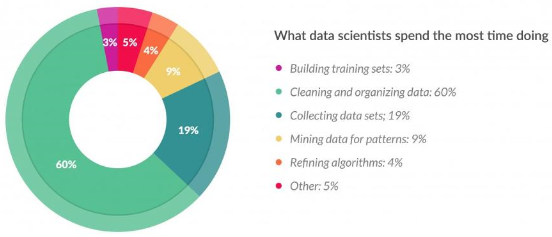 3%
5%
4%
9%
19%
60%
What data scientists spend the most time doing
Building training sets: 3%
Cleaning and organizing data: 60%
Collecting data sets; 19%
Mining data for patterns: 9%
Refining algorithms: 4%
Other: 5%